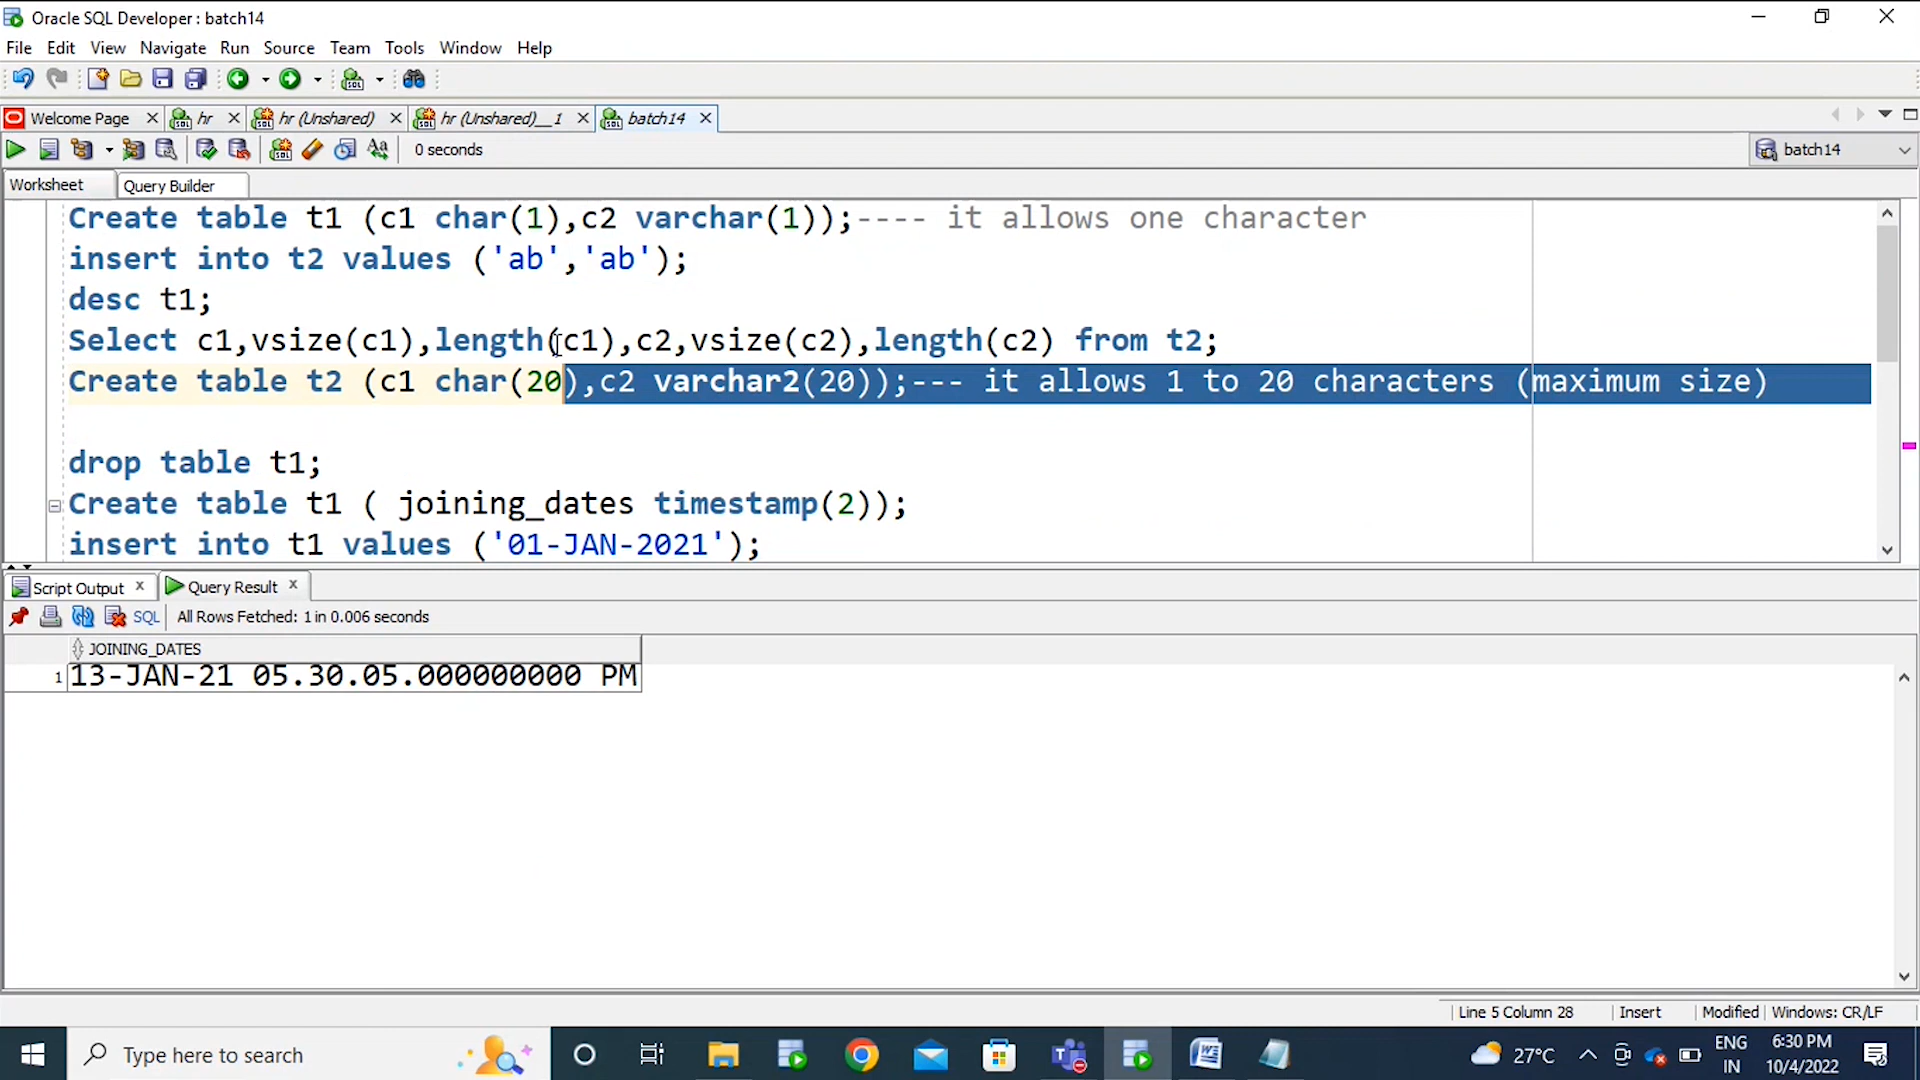 Oracle SQL Developer : batch14
File Edit View Navigate Run Source Team Tools Window Help
Welcome Page hr hr (Unshared) hr (Unshared)__1 batch14
0 seconds batch14
Worksheet Query Builder
Create table t1 (c1 char(1),c2 varchar(1));---- it allows one character
insert into t2 values ('ab','ab');
desc t1;
Select c1,vsize(c1),length(c1),c2,vsize(c2),length(c2) from t2;
Create table t2 (c1 char(20),c2 varchar2(20));--- it allows 1 to 20 characters (maximum size)
drop table t1;
Create table t1 ( joining_dates timestamp(2));
insert into t1 values ('01-JAN-2021');
Script Output Query Result
SQL All Rows Fetched: 1 in 0.006 seconds
JOINING_DATES
1 13-JAN-21 05.30.05.000000000 PM
Line 5 Column 28 Insert Modified Windows: CR/LF
Type here to search 27°C ENG 6:30 PM
IN 10/4/2022